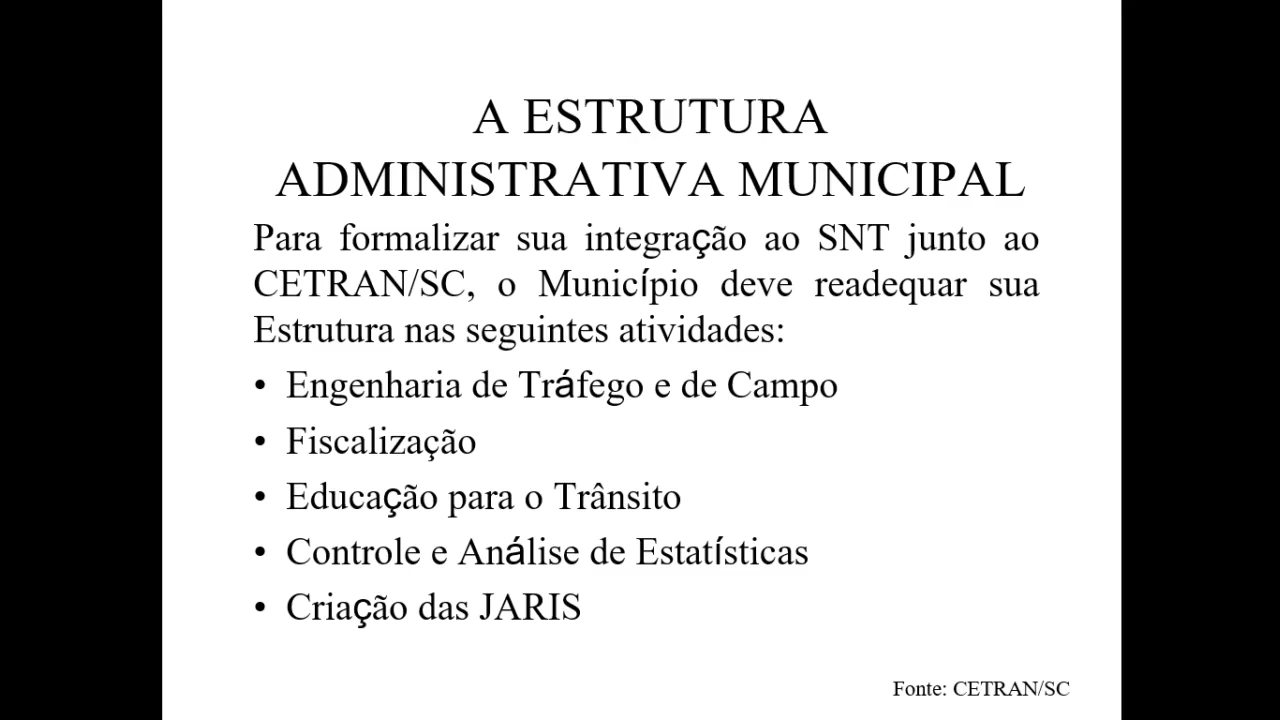 A ESTRUTURA
ADMINISTRATIVA MUNICIPAL
Para formalizar sua integração ao SNT junto ao
CETRAN/SC, o Município deve readequar sua
Estrutura nas seguintes atividades:
• Engenharia de Tráfego e de Campo
• Fiscalização
• Educação para o Trânsito
• Controle e Análise de Estatísticas
• Criação das JARIS
Fonte: CETRAN/SC